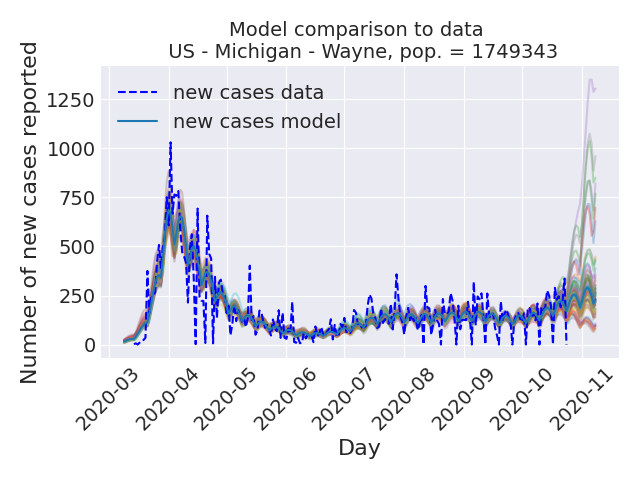 Model comparison to data
US - Michigan - Wayne, pop. = 1749343
Number of new cases reported
1250
1000
750
500
250
0
new cases data
new cases model
2020-03
2020-04
2020-05
2020-06
2020-07
2020-08
2020-09
2020-10
2020-11
Day